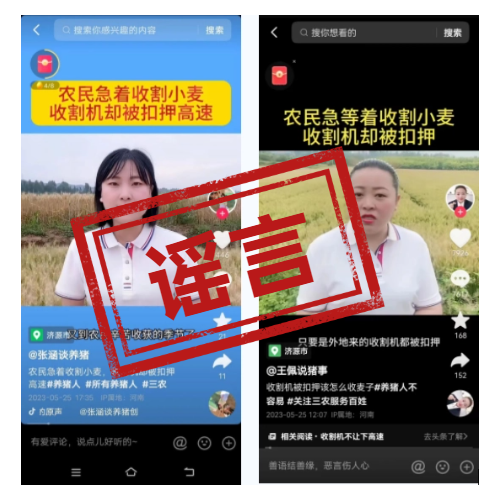 搜索你感兴趣的内容
搜索
农民急着收割小麦
收割机却被扣押高速
到农
辛苦收获的季节
济源市
@张涵谈养猪
农民急着收割小麦，收割机却被扣押
高速#养猪人 #所有养猪人 #三农
2023-05-25 17:35 IP属地：河南
的原声
@张涵谈养猪创
有爱评论，说点儿好听的~
21
11
搜你想看的
搜索
农民急等着收割小麦
收割机却被扣押
只要是外地来的收割机都被扣押
济源市
@王佩说猪事
收割机被扣押该怎么收麦子#养猪人不
容易 #关注三农服务百姓
2023-05-25 12:07 IP属地：河南
相关阅读·收割机不让下高速
去头条了解>
善语结善缘，恶言伤人心
168
152
谣言